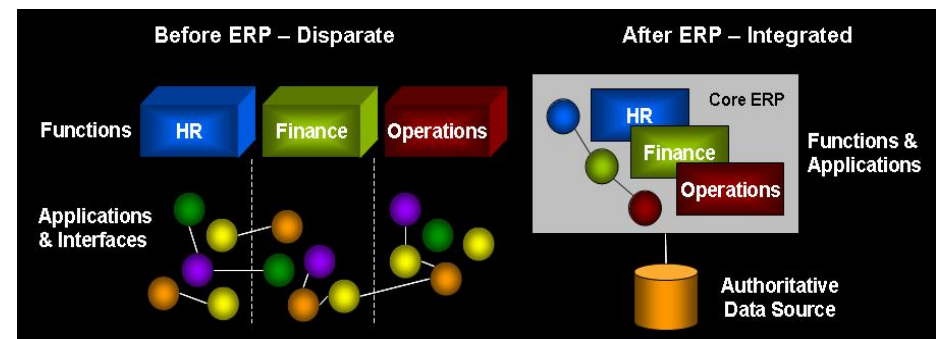 Before ERP – Disparate
After ERP – Integrated
Functions
HR
Finance
Operations
Applications
& Interfaces
Core ERP
HR
Finance
Operations
Functions &
Applications
Authoritative
Data Source